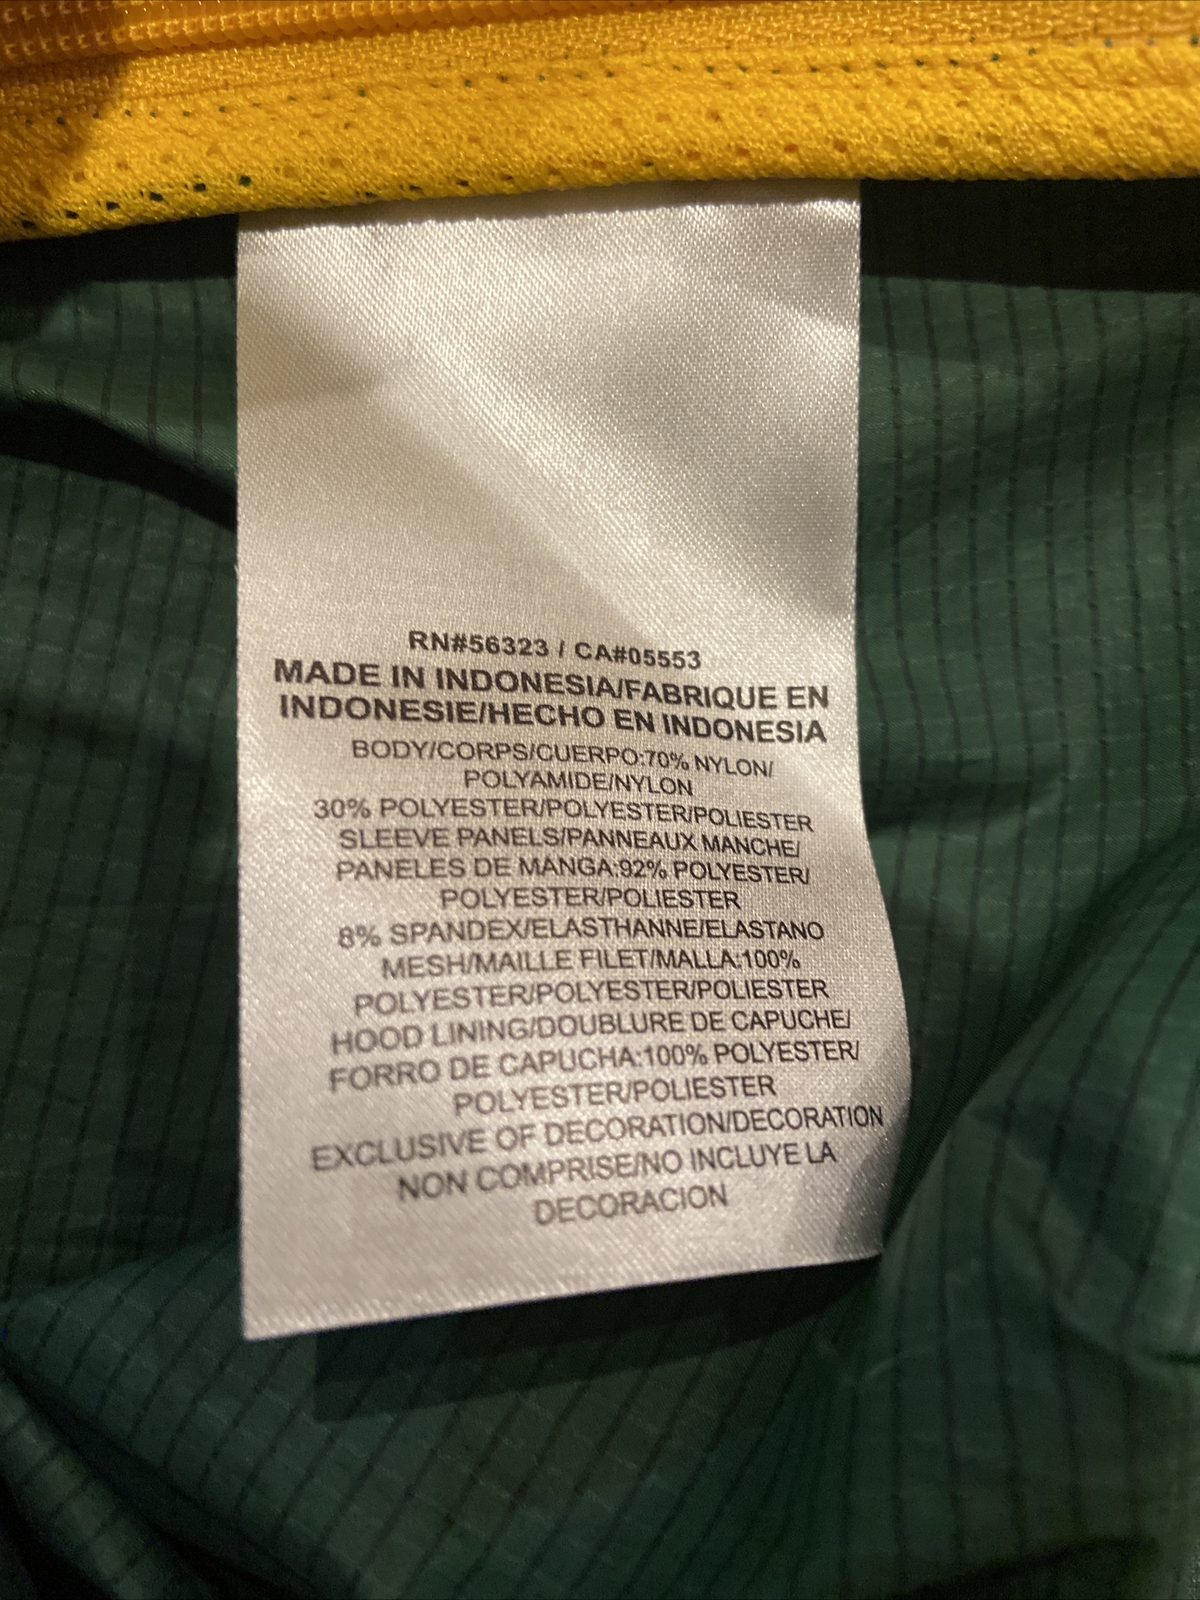 RN#56323 / CA#05553
MADE IN INDONESIA/FABRIQUE EN
INDONESIE/HECHO EN INDONESIA
BODY/CORPS/CUERPO:70% NYLON/
POLYAMIDE/NYLON
30% POLYESTER/POLYESTER/POLIESTER
SLEEVE PANELS/PANNEAUX MANCHE/
PANELES DE MANGA:92% POLYESTER/
POLYESTER/POLIESTER
8% SPANDEX/ELASTHANNE/ELASTANO
MESH/MAILLE FILET/MALLA:100%
POLYESTER/POLYESTER/POLIESTER
HOOD LINING/DOUBLURE DE CAPUCHE/
FORRO DE CAPUCHA:100% POLYESTER/
POLYESTER/POLIESTER
EXCLUSIVE OF DECORATION/DECORATION
NON COMPRISE/NO INCLUYE LA
DECORACION